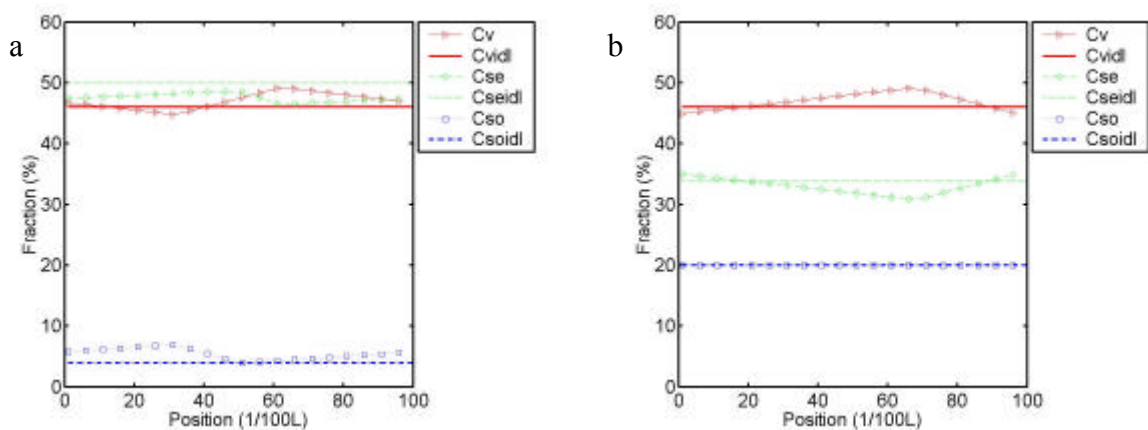 a
60
50
40
30
20
10
0
Fraction (%)
0 20 40 60 80 100
Position (1/100L)
Cv
Cvidl
Cse
Cseidl
Cso
Csoidl
b
60
50
40
30
20
10
0
Fraction (%)
0 20 40 60 80 100
Position (1/100L)
Cv
Cvidl
Cse
Cseidl
Cso
Csoidl